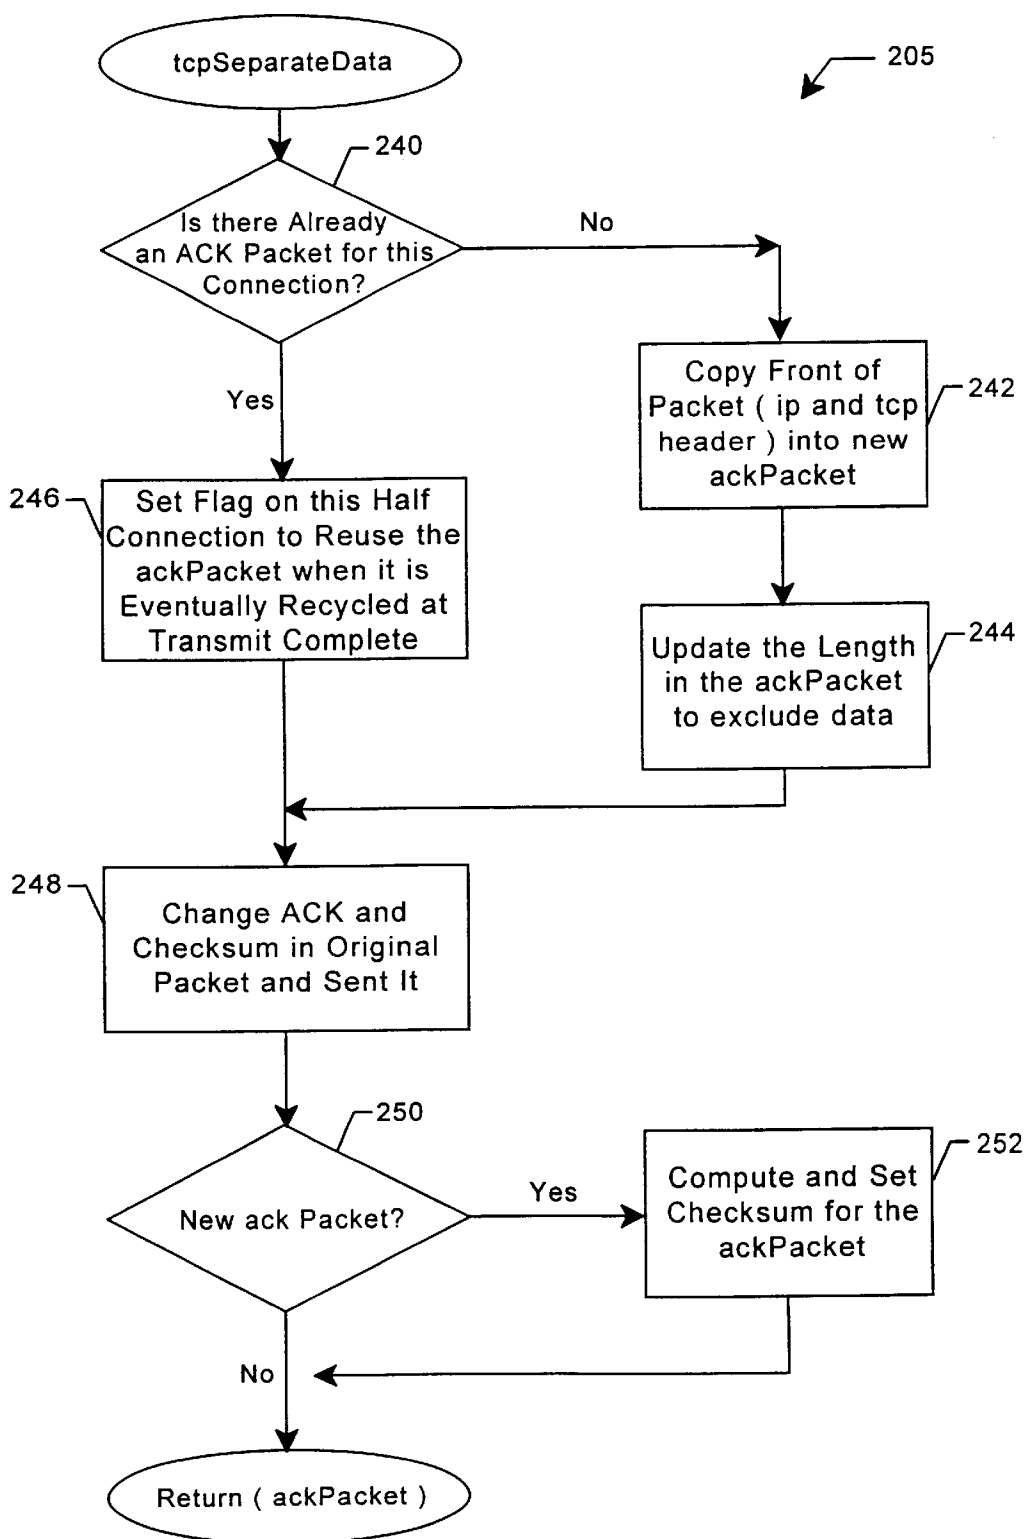 tcpSeparateData
205
240
Is there Already
an ACK Packet for this
Connection?
No
Yes
Copy Front of
Packet ( ip and tcp
header ) into new
ackPacket
242
246
Set Flag on this Half
Connection to Reuse the
ackPacket when it is
Eventually Recycled at
Transmit Complete
Update the Length
in the ackPacket
to exclude data
244
248
Change ACK and
Checksum in Original
Packet and Sent It
250
New ack Packet?
Yes
Compute and Set
Checksum for the
ackPacket
252
No
Return ( ackPacket )